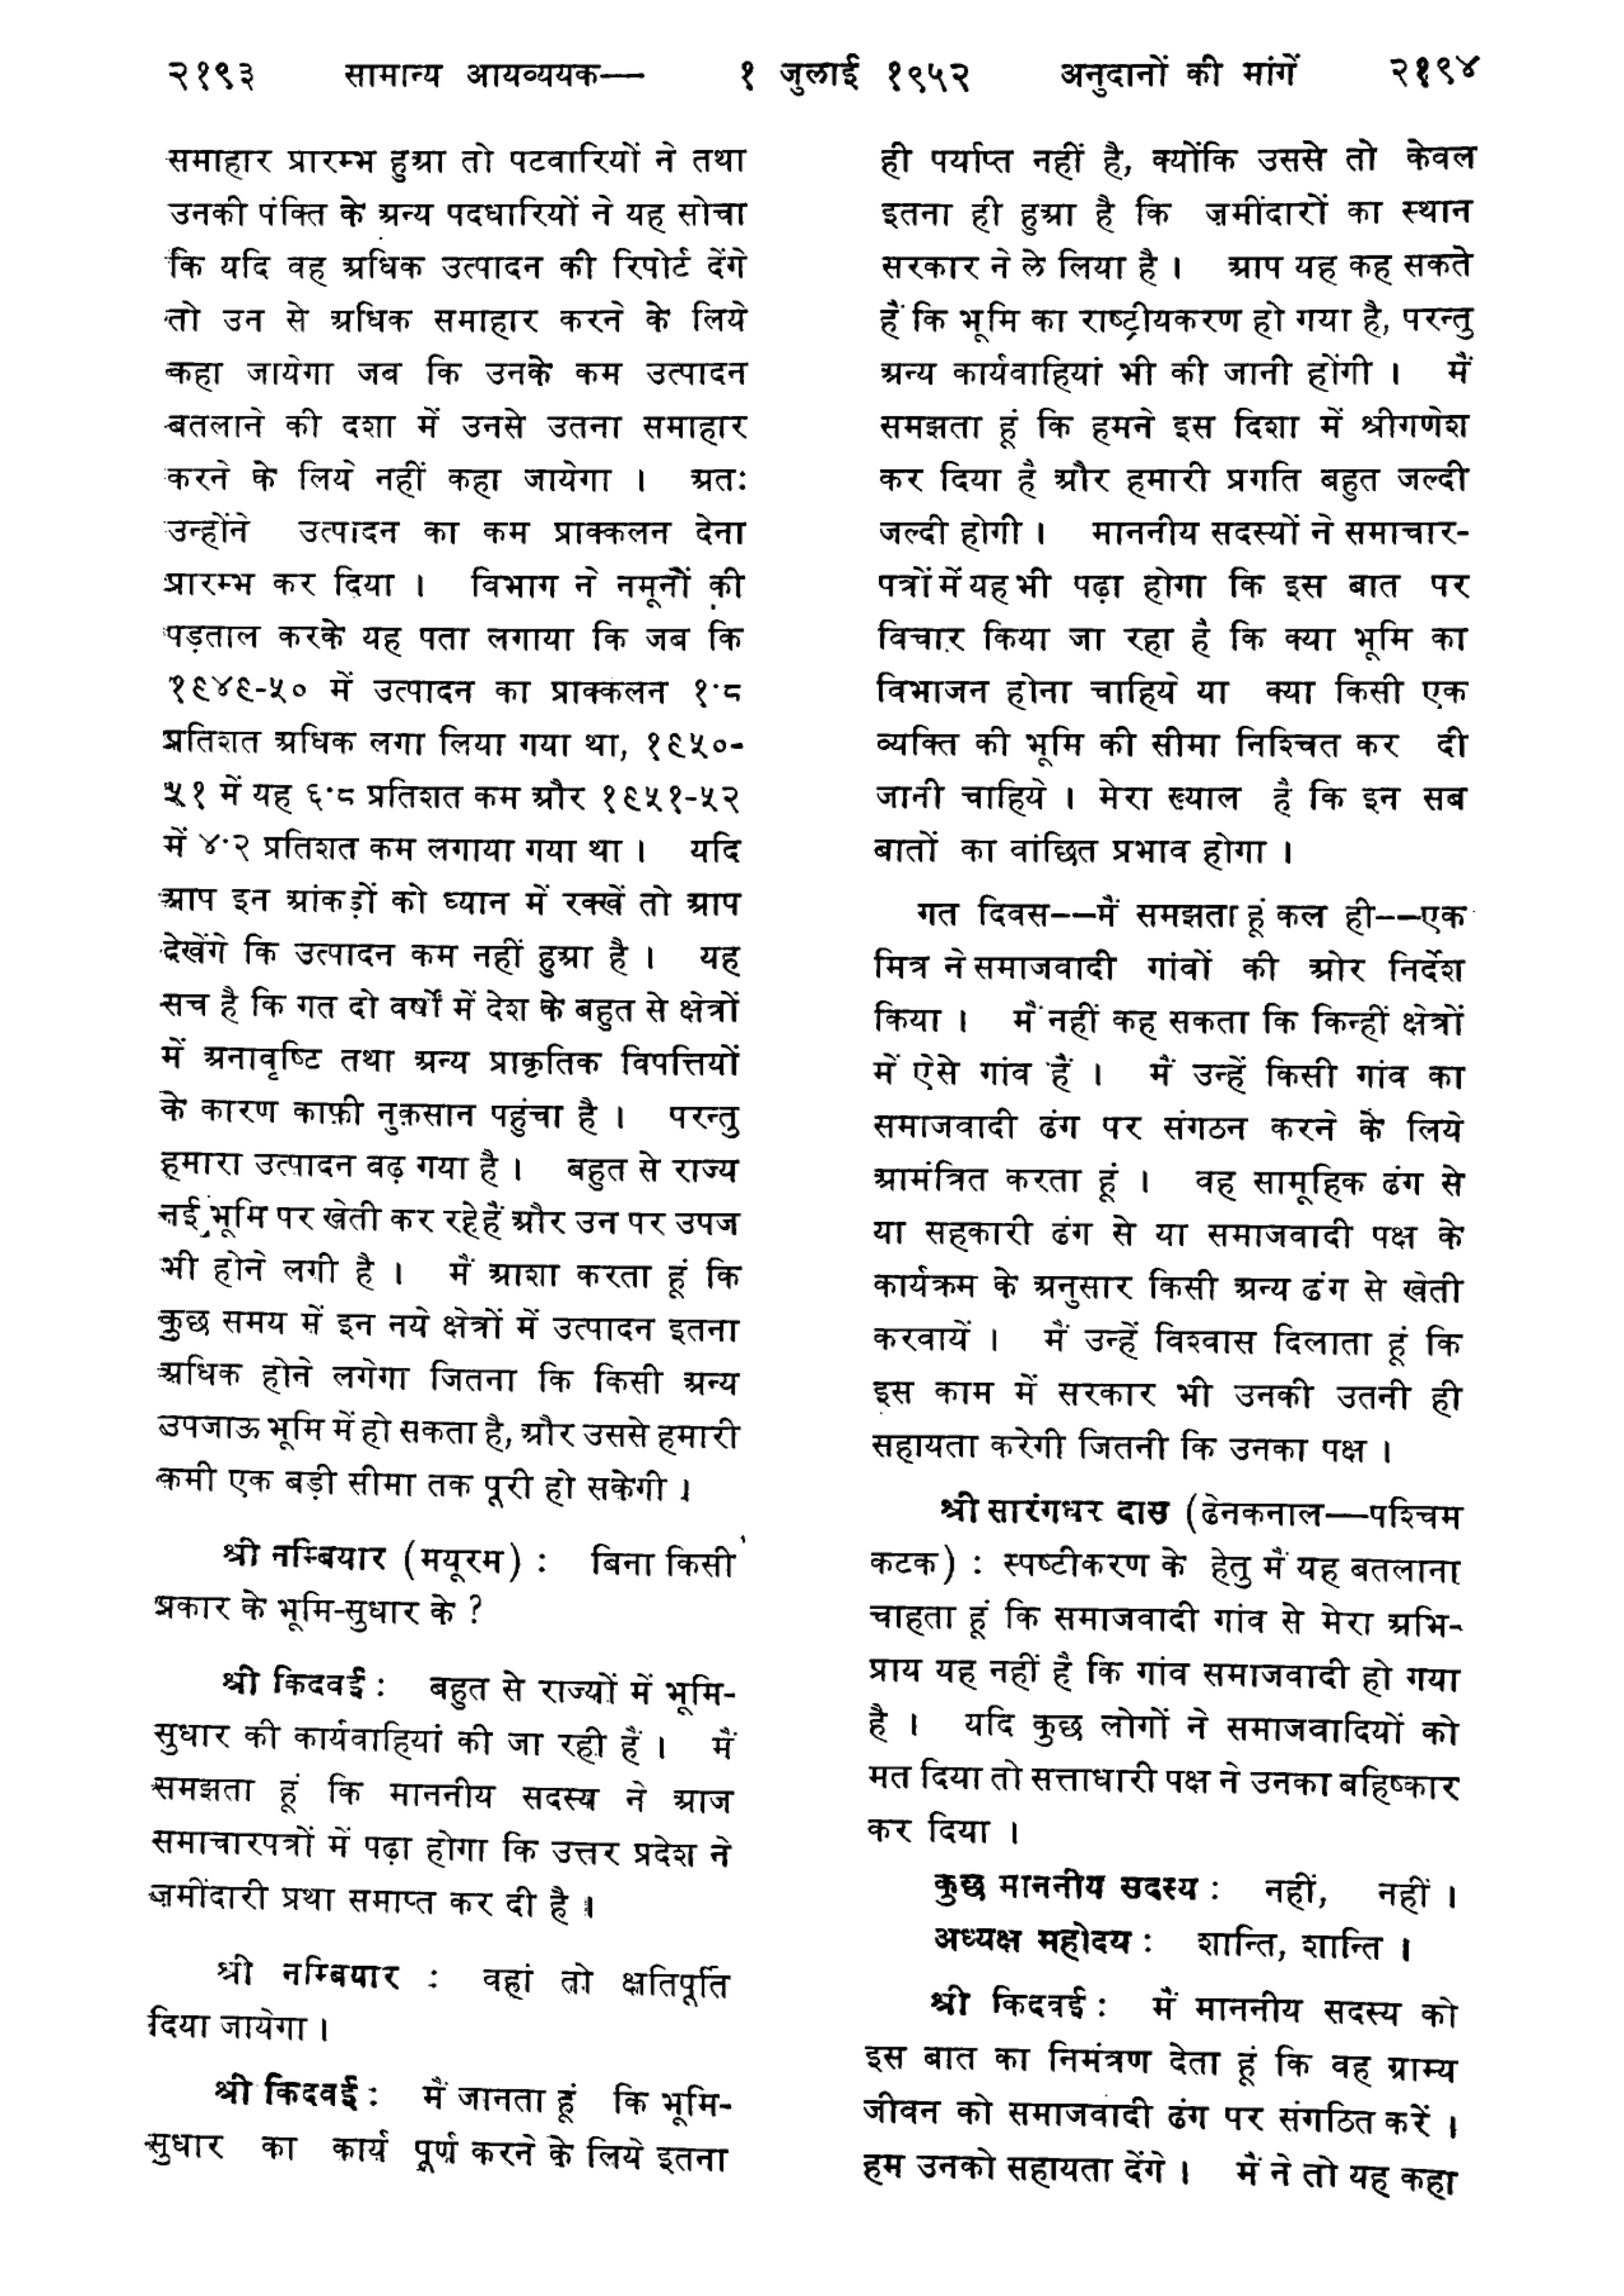 २१९३ सामान्य आयव्ययक— १ जुलाई १९५२ अनुदानों की मांगें २१९४
समाहार प्रारम्भ हुआ तो पटवारियों ने तथा
उनकी पंक्ति के अन्य पदधारियों ने यह सोचा
कि यदि वह अधिक उत्पादन की रिपोर्ट देंगे
तो उन से अधिक समाहार करने के लिये
कहा जायेगा जब कि उनके कम उत्पादन
बतलाने की दशा में उनसे उतना समाहार
करने के लिये नहीं कहा जायेगा । अतः
उन्होंने उत्पादन का कम प्राक्कलन देना
प्रारम्भ कर दिया । विभाग ने नमूनों की
पड़ताल करके यह पता लगाया कि जब कि
१९४९-५० में उत्पादन का प्राक्कलन १·८
प्रतिशत अधिक लगा लिया गया था, १९५०-
५१ में यह ६·८ प्रतिशत कम और १९५१-५२
में ४·२ प्रतिशत कम लगाया गया था । यदि
आप इन आंकड़ों को ध्यान में रक्खें तो आप
देखेंगे कि उत्पादन कम नहीं हुआ है । यह
सच है कि गत दो वर्षों में देश के बहुत से क्षेत्रों
में अनावृष्टि तथा अन्य प्राकृतिक विपत्तियों
के कारण काफ़ी नुक़सान पहुंचा है । परन्तु
हमारा उत्पादन बढ़ गया है । बहुत से राज्य
नई भूमि पर खेती कर रहे हैं और उन पर उपज
भी होने लगी है । मैं आशा करता हूं कि
कुछ समय में इन नये क्षेत्रों में उत्पादन इतना
अधिक होने लगेगा जितना कि किसी अन्य
उपजाऊ भूमि में हो सकता है, और उससे हमारी
कमी एक बड़ी सीमा तक पूरी हो सकेगी ।
श्री नम्बियार (मयूरम) : बिना किसी
प्रकार के भूमि-सुधार के ?
श्री किदवई : बहुत से राज्यों में भूमि-
सुधार की कार्यवाहियां की जा रही हैं । मैं
समझता हूं कि माननीय सदस्य ने आज
समाचारपत्रों में पढ़ा होगा कि उत्तर प्रदेश ने
ज़मींदारी प्रथा समाप्त कर दी है ।
श्री नम्बियार : वहां तो क्षतिपूर्ति
दिया जायेगा ।
श्री किदवई : मैं जानता हूं कि भूमि-
सुधार का कार्य पूर्ण करने के लिये इतना
ही पर्याप्त नहीं है, क्योंकि उससे तो केवल
इतना ही हुआ है कि ज़मींदारों का स्थान
सरकार ने ले लिया है । आप यह कह सकते
हैं कि भूमि का राष्ट्रीयकरण हो गया है, परन्तु
अन्य कार्यवाहियां भी की जानी होंगी । मैं
समझता हूं कि हमने इस दिशा में श्रीगणेश
कर दिया है और हमारी प्रगति बहुत जल्दी
जल्दी होगी । माननीय सदस्यों ने समाचार-
पत्रों में यह भी पढ़ा होगा कि इस बात पर
विचार किया जा रहा है कि क्या भूमि का
विभाजन होना चाहिये या क्या किसी एक
व्यक्ति की भूमि की सीमा निश्चित कर दी
जानी चाहिये । मेरा ख्याल है कि इन सब
बातों का वांछित प्रभाव होगा ।
गत दिवस--मैं समझता हूं कल ही--एक
मित्र ने समाजवादी गांवों की ओर निर्देश
किया । मैं नहीं कह सकता कि किन्हीं क्षेत्रों
में ऐसे गांव हैं । मैं उन्हें किसी गांव का
समाजवादी ढंग पर संगठन करने के लिये
आमंत्रित करता हूं । वह सामूहिक ढंग से
या सहकारी ढंग से या समाजवादी पक्ष के
कार्यक्रम के अनुसार किसी अन्य ढंग से खेती
करवायें । मैं उन्हें विश्वास दिलाता हूं कि
इस काम में सरकार भी उनकी उतनी ही
सहायता करेगी जितनी कि उनका पक्ष ।
श्री सारंगधर दास (ढेनकनाल—पश्चिम
कटक) : स्पष्टीकरण के हेतु मैं यह बतलाना
चाहता हूं कि समाजवादी गांव से मेरा अभि-
प्राय यह नहीं है कि गांव समाजवादी हो गया
है । यदि कुछ लोगों ने समाजवादियों को
मत दिया तो सत्ताधारी पक्ष ने उनका बहिष्कार
कर दिया ।
कुछ माननीय सदस्य : नहीं, नहीं ।
अध्यक्ष महोदय : शान्ति, शान्ति ।
श्री किदवई : मैं माननीय सदस्य को
इस बात का निमंत्रण देता हूं कि वह ग्राम्य
जीवन को समाजवादी ढंग पर संगठित करें ।
हम उनको सहायता देंगे । मैं ने तो यह कहा